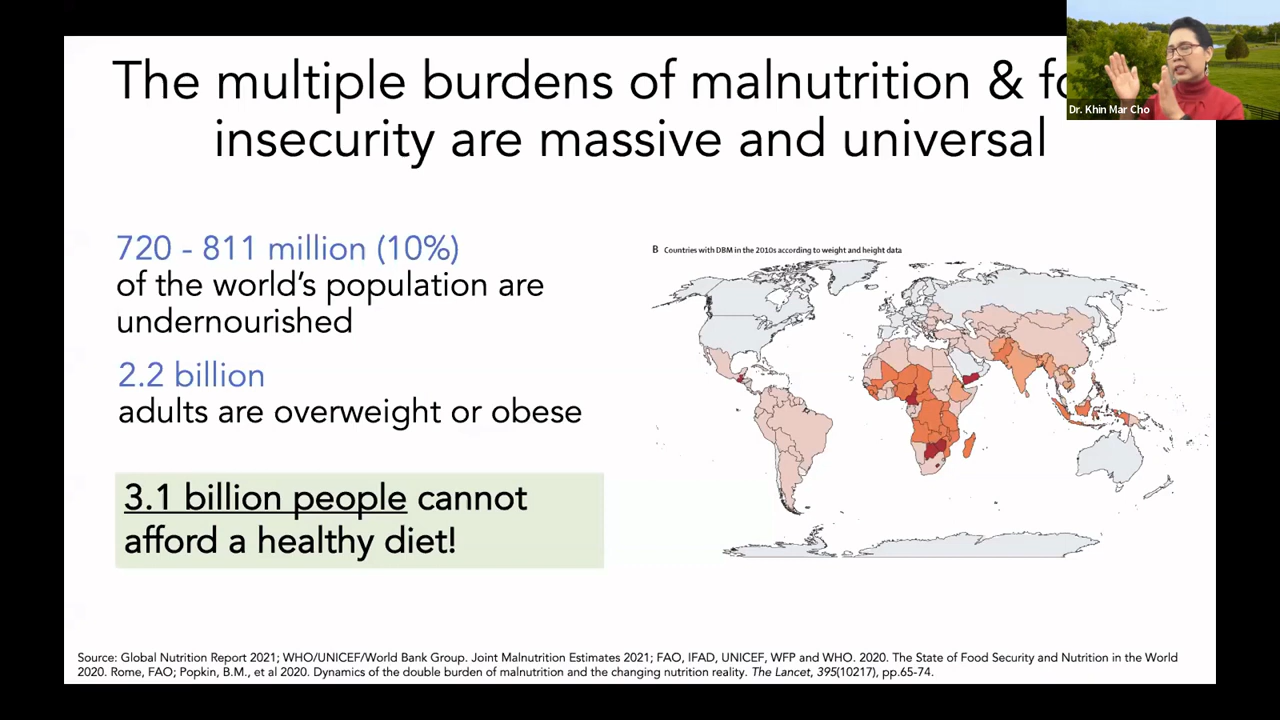 The multiple burdens of malnutrition &
insecurity are massive and universal
Dr. Khin Mar Cho
720 - 811 million (10%)
of the world's population are
undernourished
2.2 billion
adults are overweight or obese
3.1 billion people cannot
afford a healthy diet!
B Countries with DBM in the 2010s according to weight and height data
Source: Global Nutrition Report 2021; WHO/UNICEF/World Bank Group. Joint Malnutrition Estimates 2021; FAO, IFAD, UNICEF, WFP and WHO. 2020. The State of Food Security and Nutrition in the World
2020. Rome, FAO; Popkin, B.M., et al 2020. Dynamics of the double burden of malnutrition and the changing nutrition reality. The Lancet, 395(10217), pp.65-74.